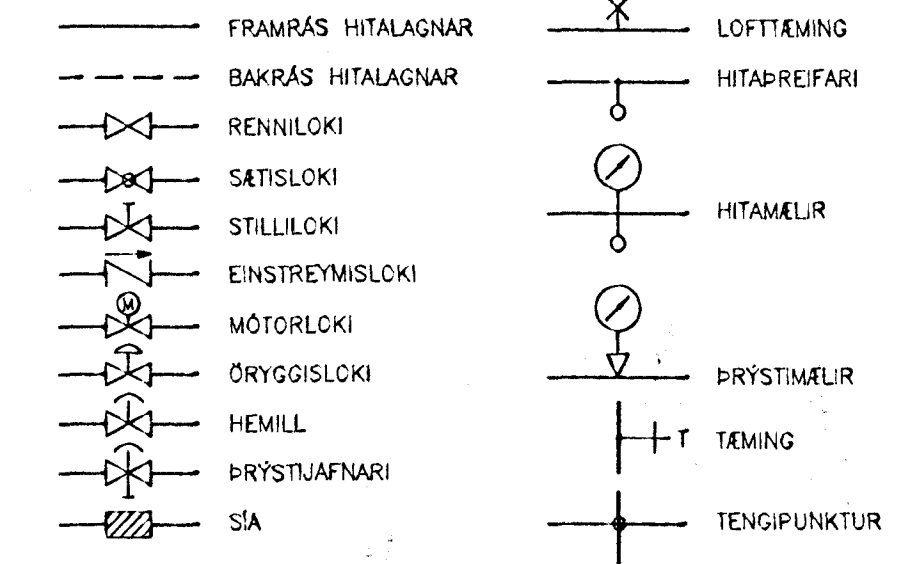 FRAMRÁS HITALAGNAR
BAKRÁS HITALAGNAR
RENNILOKI
SÆTISLOKI
STILLILOKI
EINSTREYMISLOKI
M
MÓTORLOKI
ÖRYGGISLOKI
HEMILL
ÞRÝSTIJAFNARI
SÍA
LOFTTÆMING
HITAÞREIFARI
HITAMÆLIR
ÞRÝSTIMÆLIR
T TÆMING
TENGIPUNKTUR